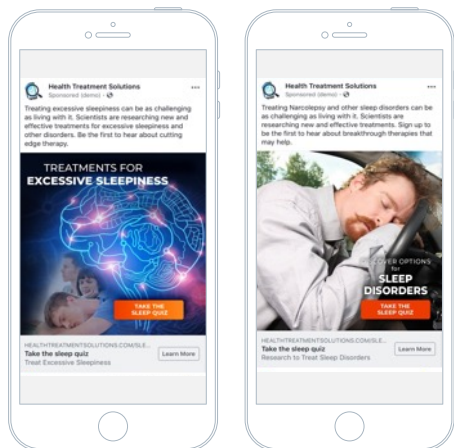 Health Treatment Solutions
Sponsored (demo) ·
Treating excessive sleepiness can be as challenging
as living with it. Scientists are researching new and
effective treatments for excessive sleepiness and
other disorders. Be the first to hear about cutting
edge therapy.
TREATMENTS FOR
EXCESSIVE SLEEPINESS
TAKE THE
SLEEP QUIZ
HEALTHTREATMENTSOLUTIONS.COM/SLE...
Take the sleep quiz
Treat Excessive Sleepiness
Learn More
Health Treatment Solutions
Sponsored (demo) ·
Treating Narcolepsy and other sleep disorders can be
as challenging as living with it. Scientists are
researching new and effective treatments. Sign up to
be the first to hear about breakthrough therapies that
may help.
OPTIONS
for
SLEEP
DISORDERS
TAKE THE
SLEEP QUIZ
HEALTHTREATMENTSOLUTIONS.COM/SLE...
Take the sleep quiz
Research to Treat Sleep Disorders
Learn More